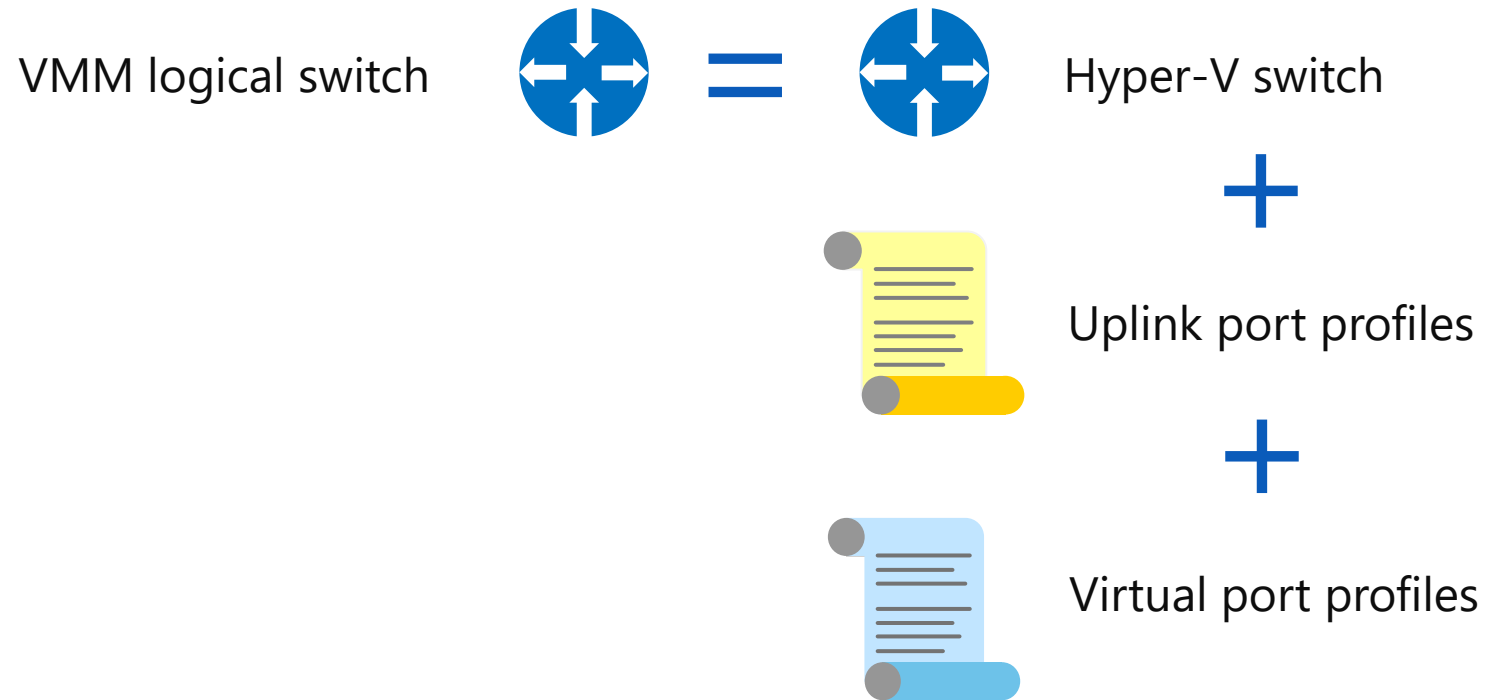 VMM logical switch
=
Hyper-V switch
+
Uplink port profiles
+
Virtual port profiles